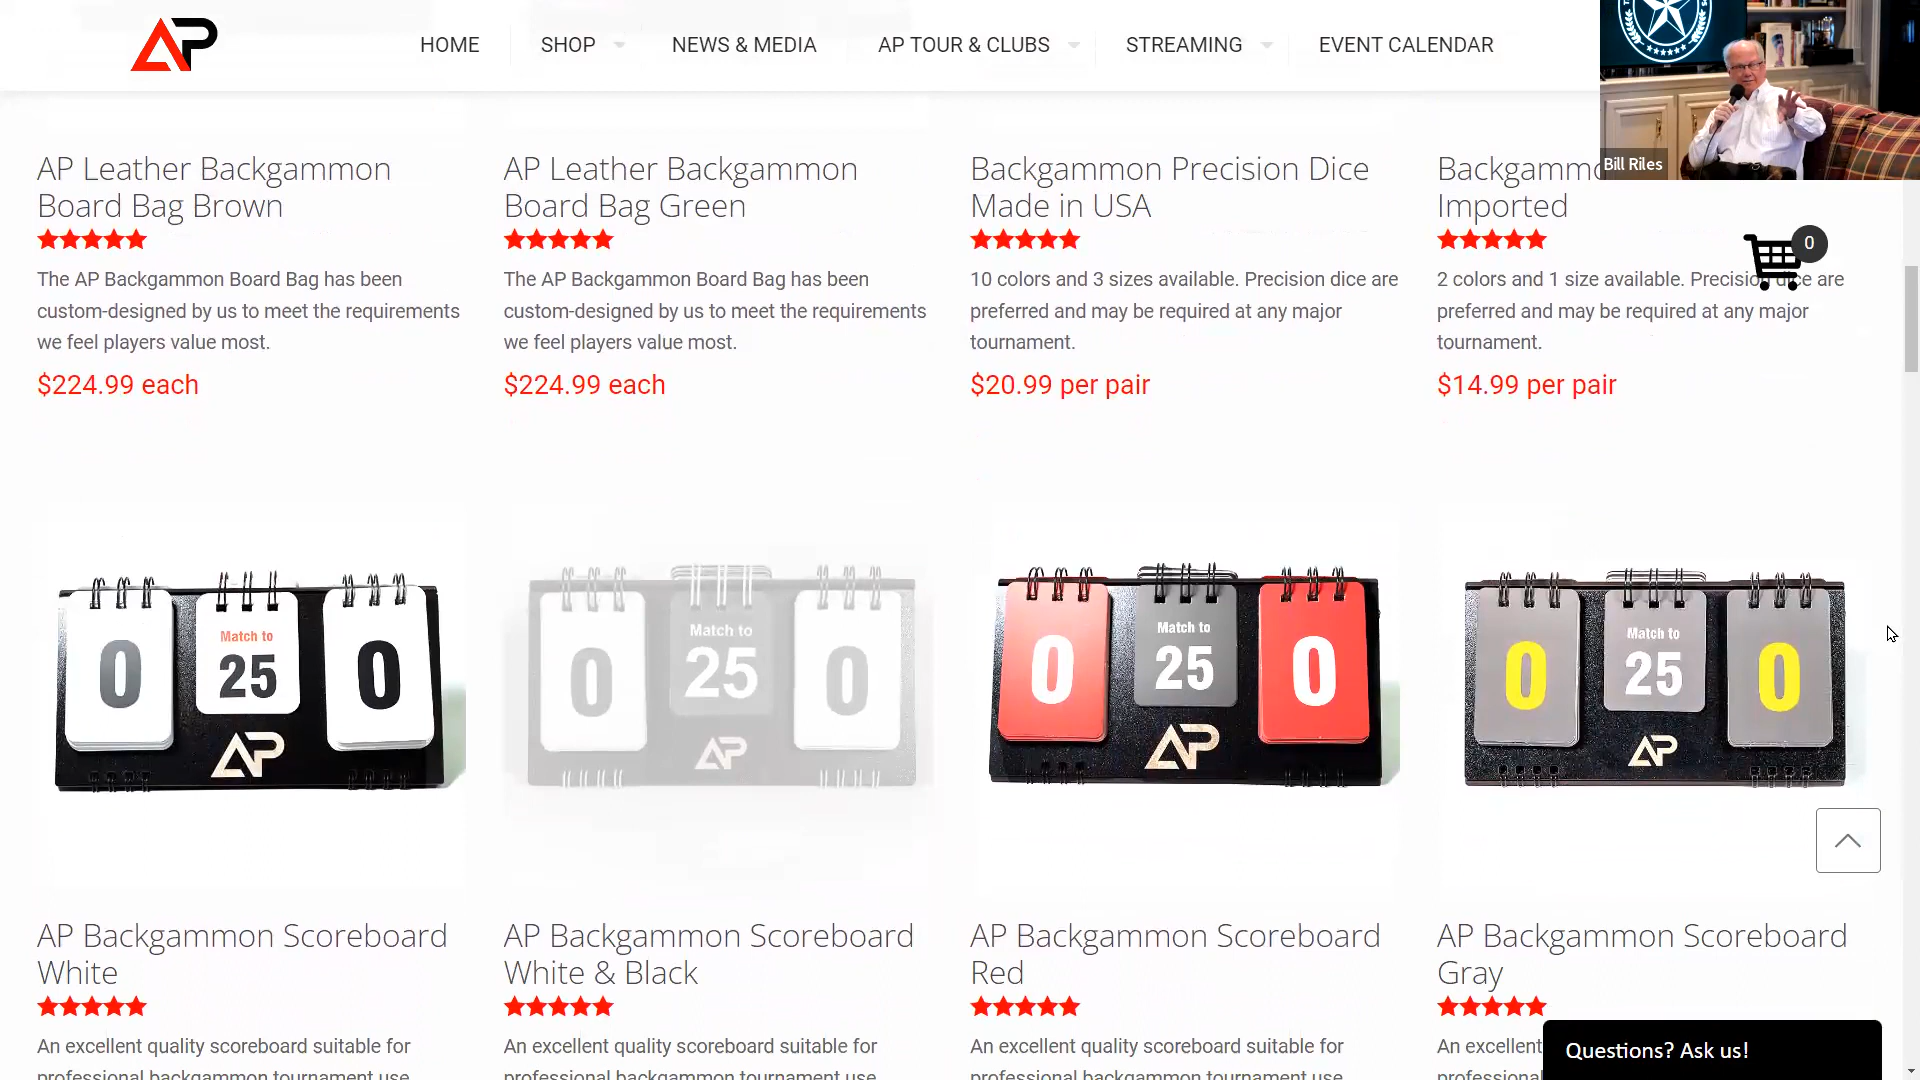 AP
HOME
SHOP
NEWS & MEDIA
AP TOUR & CLUBS
STREAMING
EVENT CALENDAR
Bill Riles
0
AP Leather Backgammon
Board Bag Brown
The AP Backgammon Board Bag has been
custom-designed by us to meet the requirements
we feel players value most.
$224.99 each
AP Leather Backgammon
Board Bag Green
The AP Backgammon Board Bag has been
custom-designed by us to meet the requirements
we feel players value most.
$224.99 each
Backgammon Precision Dice
Made in USA
10 colors and 3 sizes available. Precision dice are
preferred and may be required at any major
tournament.
$20.99 per pair
Backgammo
Imported
2 colors and 1 size available. Precision dice are
preferred and may be required at any major
tournament.
$14.99 per pair
0
Match to
25
0
AP
0
Match to
25
0
AP
0
Match to
25
0
AP
0
Match to
25
0
AP
AP Backgammon Scoreboard
White
An excellent quality scoreboard suitable for
professional backgammon tournament use
AP Backgammon Scoreboard
White & Black
An excellent quality scoreboard suitable for
professional backgammon tournament use
AP Backgammon Scoreboard
Red
An excellent quality scoreboard suitable for
professional backgammon tournament use
AP Backgammon Scoreboard
Gray
An excellent
professional
Questions? Ask us!